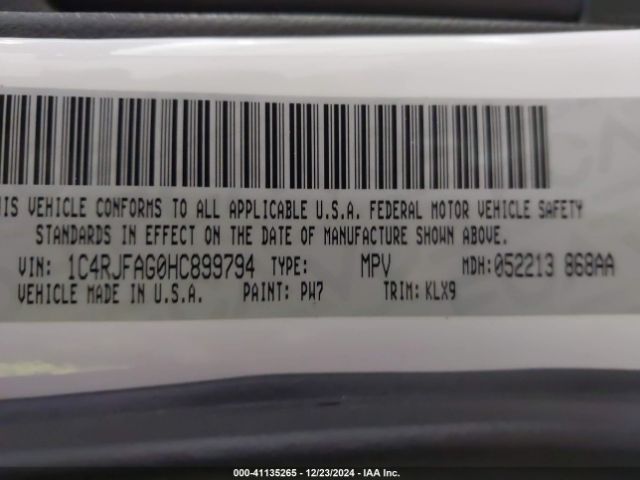 VEHICLE CONFORMS TO ALL APPLICABLE U.S.A. FEDERAL MOTOR VEHICLE SAFETY
STANDARDS IN EFFECT ON THE DATE OF MANUFACTURE SHOWN ABOVE.
VIN: 1C4RJFAG0HC899794 TYPE: MPV MDH:052213 868AA
VEHICLE MADE IN U.S.A. PAINT: PW7 TRIM: KLX9
000-41135265 - 12/23/2024 - IAA Inc.